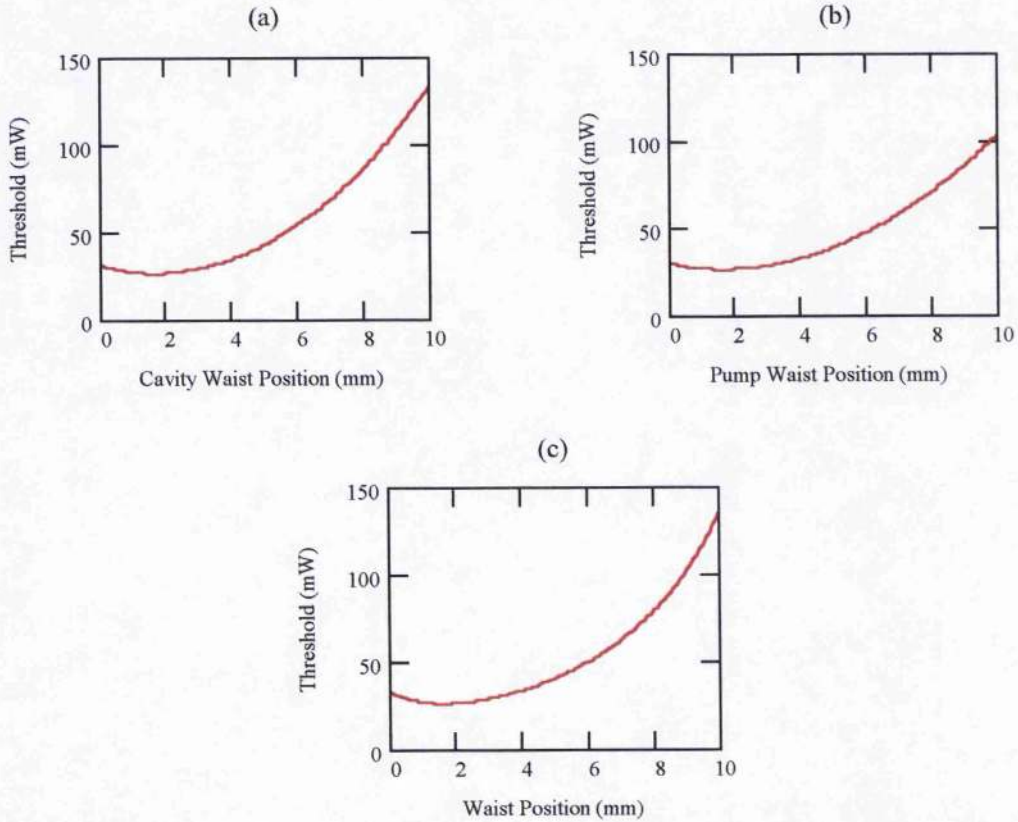 (a)
150
100
50
0
Threshold (mW)
0 2 4 6 8 10
Cavity Waist Position (mm)
(b)
150
100
50
0
Threshold (mW)
0 2 4 6 8 10
Pump Waist Position (mm)
(c)
150
100
50
0
Threshold (mW)
0 2 4 6 8 10
Waist Position (mm)